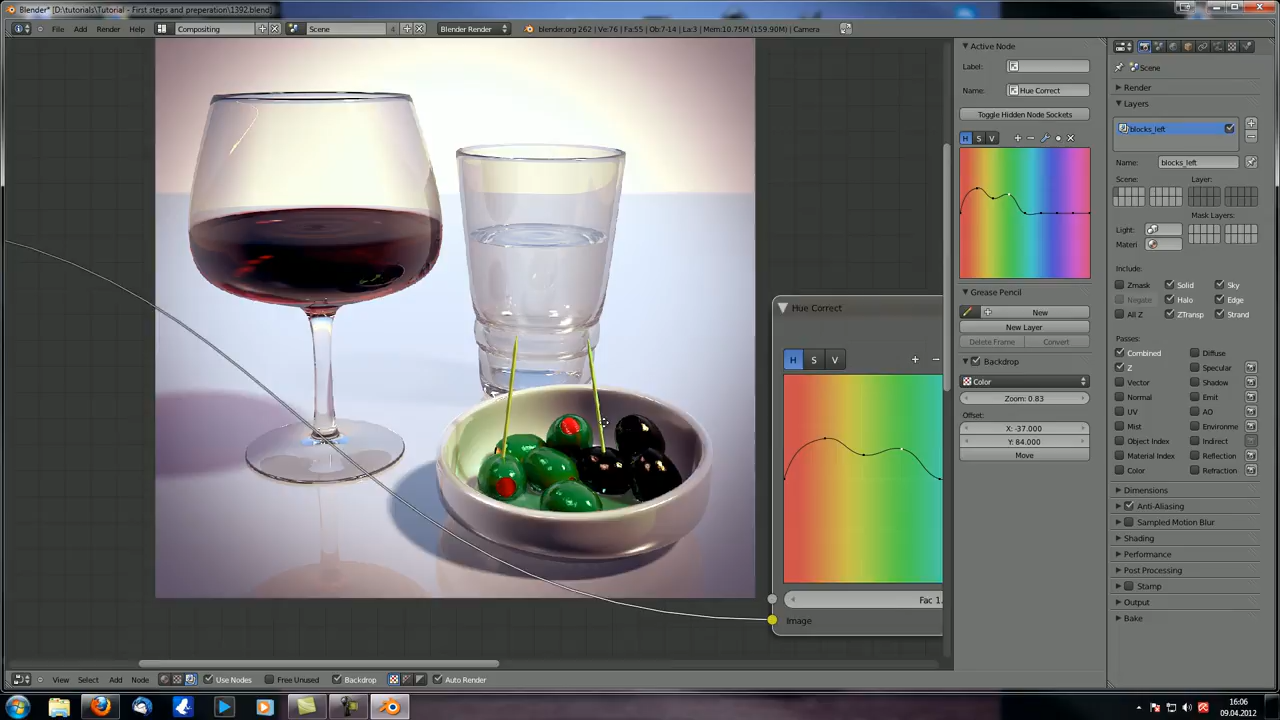 Blender* [D:\tutorials\Tutorial - First steps and preperation\1392.blend]
File Add Render Help Compositing Scene 4 Blender Render blender.org 262 | Ve:76 | Fa:55 | Ob:7-14 | La:3 | Mem:10.75M (159.90M) | Camera
Active Node
Label:
Name: Hue Correct
Toggle Hidden Node Sockets
H S V
Grease Pencil
New
New Layer
Delete Frame Convert
Backdrop
Color
Zoom: 0.83
Offset:
X: -37.000
Y: 84.000
Move
Scene
Render
Layers
blocks_left
Name: blocks_left
Scene: Layer:
Mask Layers:
Light:
Materi
Include:
Zmask Solid Sky
Negate Halo Edge
All Z ZTransp Strand
Passes:
Combined Diffuse
Z Specular
Vector Shadow
Normal Emit
UV AO
Mist Environme
Object Index Indirect
Material Index Reflection
Color Refraction
Dimensions
Anti-Aliasing
Sampled Motion Blur
Shading
Performance
Post Processing
Stamp
Output
Bake
Hue Correct
H S V
Fac 1.
Image
View Select Add Node Use Nodes Free Unused Backdrop Auto Render
16:06
09.04.2012